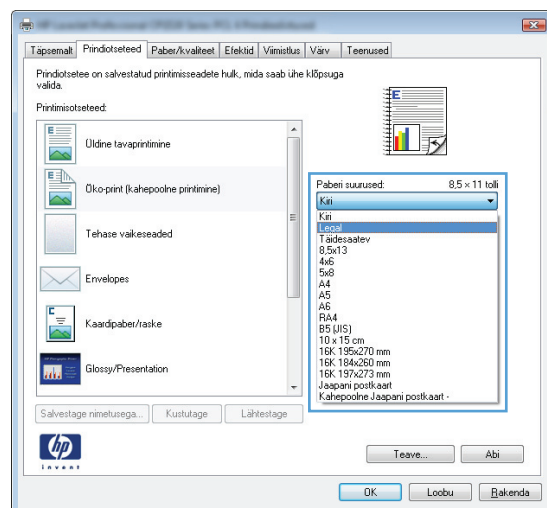 Täpsemalt Prindiotseteed Paber/kvaliteet Efektid Viimistlus Värv Teenused
Prindiotsetee on salvestatud printimisseadete hulk, mida saab ühe klõpsuga
valida.
Printimisotseteed:
Üldine tavaprintimine
Öko-print (kahepoolne printimine)
Tehase vaikeseaded
Envelopes
Kaardipaber/raske
Glossy/Presentation
Salvestage nimetusega... Kustutage Lähtestage
E
Paberi suurused: 8,5 × 11 tolli
Kiri
Kiri
Legal
Täidesaatev
8,5x13
4x6
5x8
A4
A5
A6
RA4
B5 (JIS)
10 x 15 cm
16K 195x270 mm
16K 184x260 mm
16K 197x273 mm
Jaapani postkaart
Kahepoolne Jaapani postkaart -
hp
invent
Teave... Abi
OK Loobu Rakenda